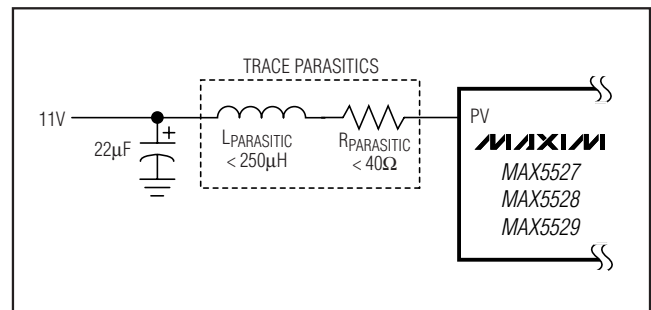 TRACE PARASITICS
11V
+
22μF
LPARASITIC
< 250μH
RPARASITIC
< 40Ω
PV
MAXIM
MAX5527
MAX5528
MAX5529